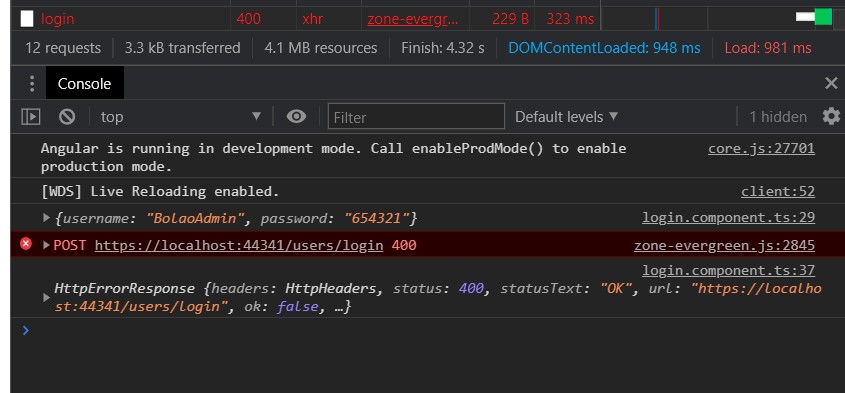 login 400 xhr zone-evergr... 229 B 323 ms
12 requests 3.3 kB transferred 4.1 MB resources Finish: 4.32 s DOMContentLoaded: 948 ms Load: 981 ms
Console
top Filter Default levels ▼ 1 hidden
Angular is running in development mode. Call enableProdMode() to enable core.js:27701
production mode.
[WDS] Live Reloading enabled. client:52
{username: "BolaoAdmin", password: "654321"} login.component.ts:29
POST https://localhost:44341/users/login 400 zone-evergreen.js:2845
login.component.ts:37
HttpErrorResponse {headers: HttpHeaders, status: 400, statusText: "OK", url: "https://localho
st:44341/users/login", ok: false, …}